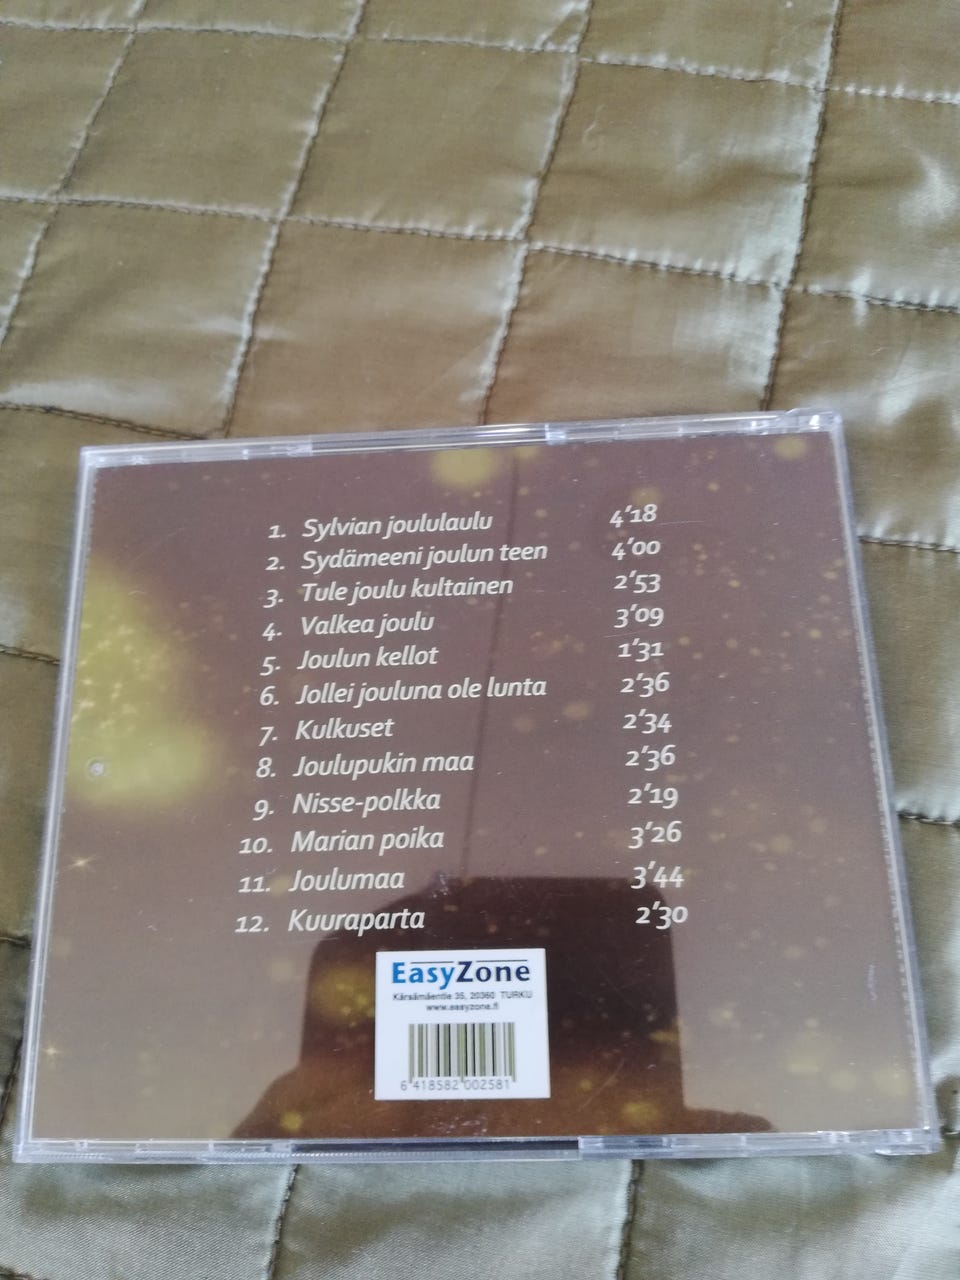 1. Sylvian joululaulu 4'18
2. Sydämeeni joulun teen 4'00
3. Tule joulu kultainen 2'53
4. Valkea joulu 3'09
5. Joulun kellot 1'31
6. Jollei jouluna ole lunta 2'36
7. Kulkuset 2'34
8. Joulupukin maa 2'36
9. Nisse-polkka 2'19
10. Marian poika 3'26
11. Joulumaa 3'44
12. Kuuraparta 2'30
EasyZone
Kärsämäentie 35, 20360 TURKU
www.easyzone.fi
6 418582 002581